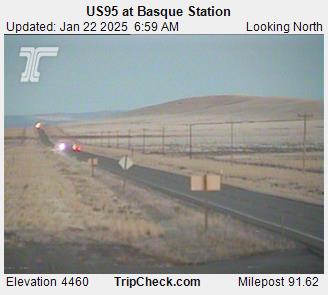 US95 at Basque Station
Updated: Jan 22 2025 6:59 AM Looking North
Elevation 4460 TripCheck.com Milepost 91.62